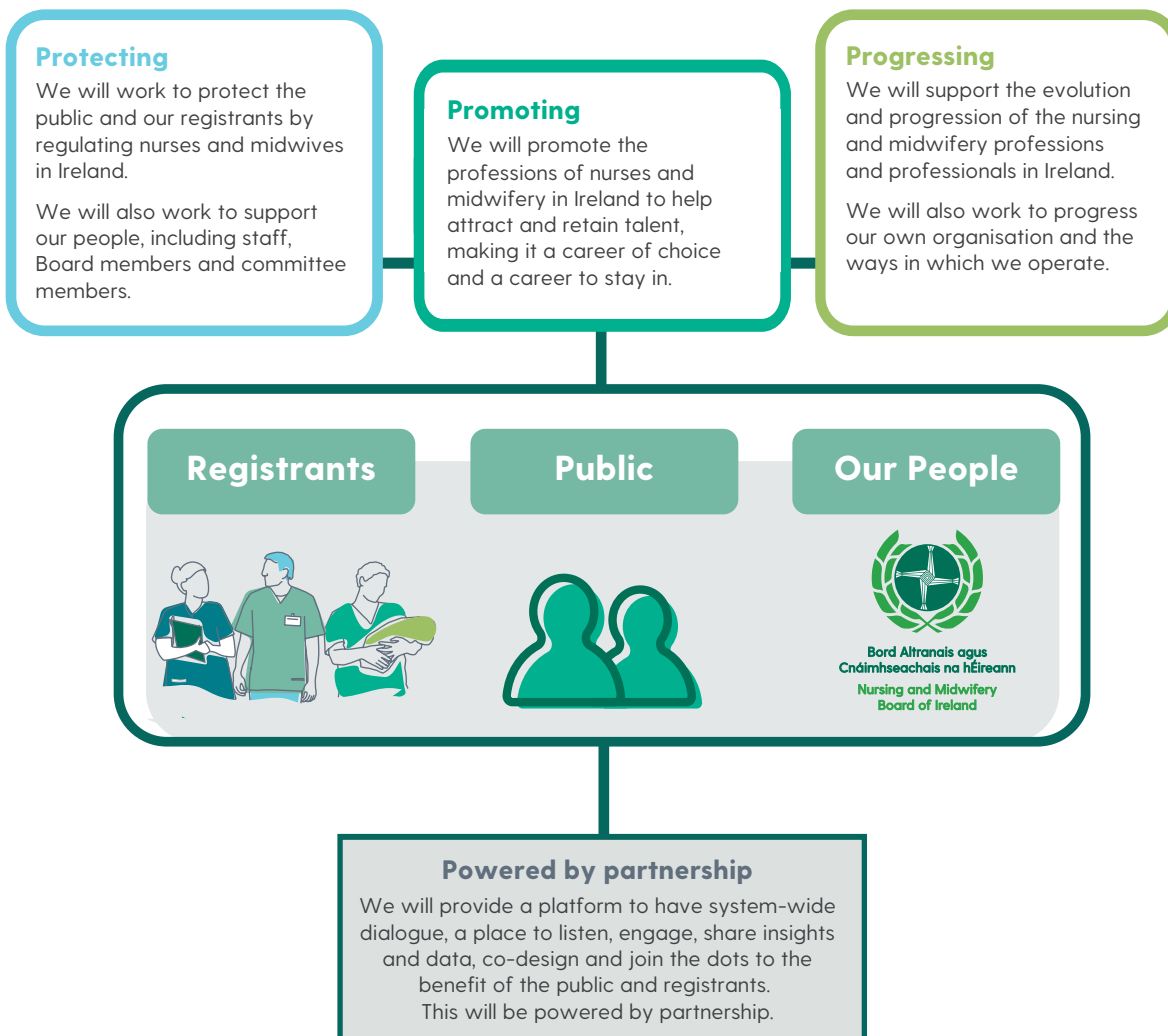 Protecting
We will work to protect the
public and our registrants by
regulating nurses and midwives
in Ireland.
We will also work to support
our people, including staff,
Board members and committee
members.
Promoting
We will promote the
professions of nurses and
midwifery in Ireland to help
attract and retain talent,
making it a career of choice
and a career to stay in.
Progressing
We will support the evolution
and progression of the nursing
and midwifery professions
and professionals in Ireland.
We will also work to progress
our own organisation and the
ways in which we operate.
Registrants
Public
Our People
Bord Altranais agus
Cnáimhseachais na hÉireann
Nursing and Midwifery
Board of Ireland
Powered by partnership
We will provide a platform to have system-wide
dialogue, a place to listen, engage, share insights
and data, co-design and join the dots to the
benefit of the public and registrants.
This will be powered by partnership.